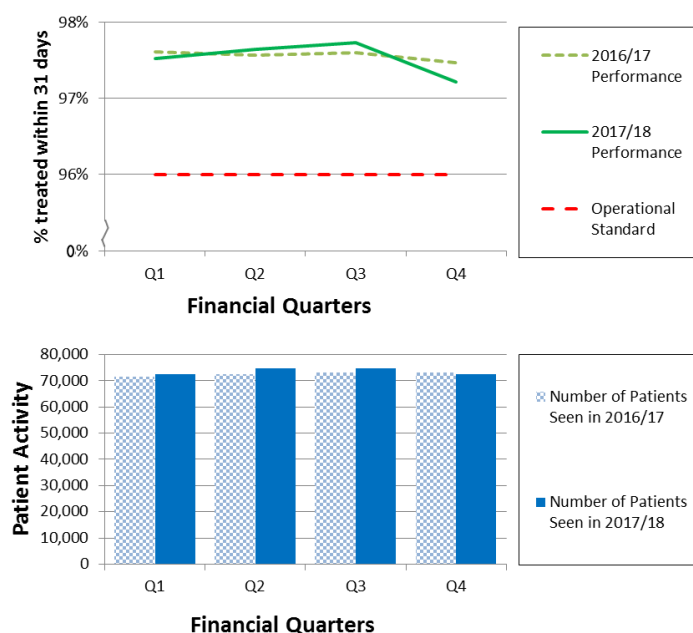 98%
97%
96%
0%
% treated within 31 days
Q1 Q2 Q3 Q4
Financial Quarters
2016/17
Performance
2017/18
Performance
Operational
Standard
80,000
70,000
60,000
50,000
40,000
30,000
20,000
10,000
0
Patient Activity
Q1 Q2 Q3 Q4
Financial Quarters
Number of Patients
Seen in 2016/17
Number of Patients
Seen in 2017/18